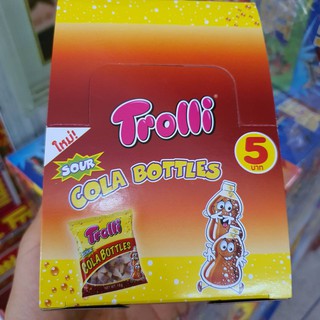 Trolli
ใหม่!
SOUR
COLA BOTTLES
5
บาท
Trolli
COLA BOTTLES